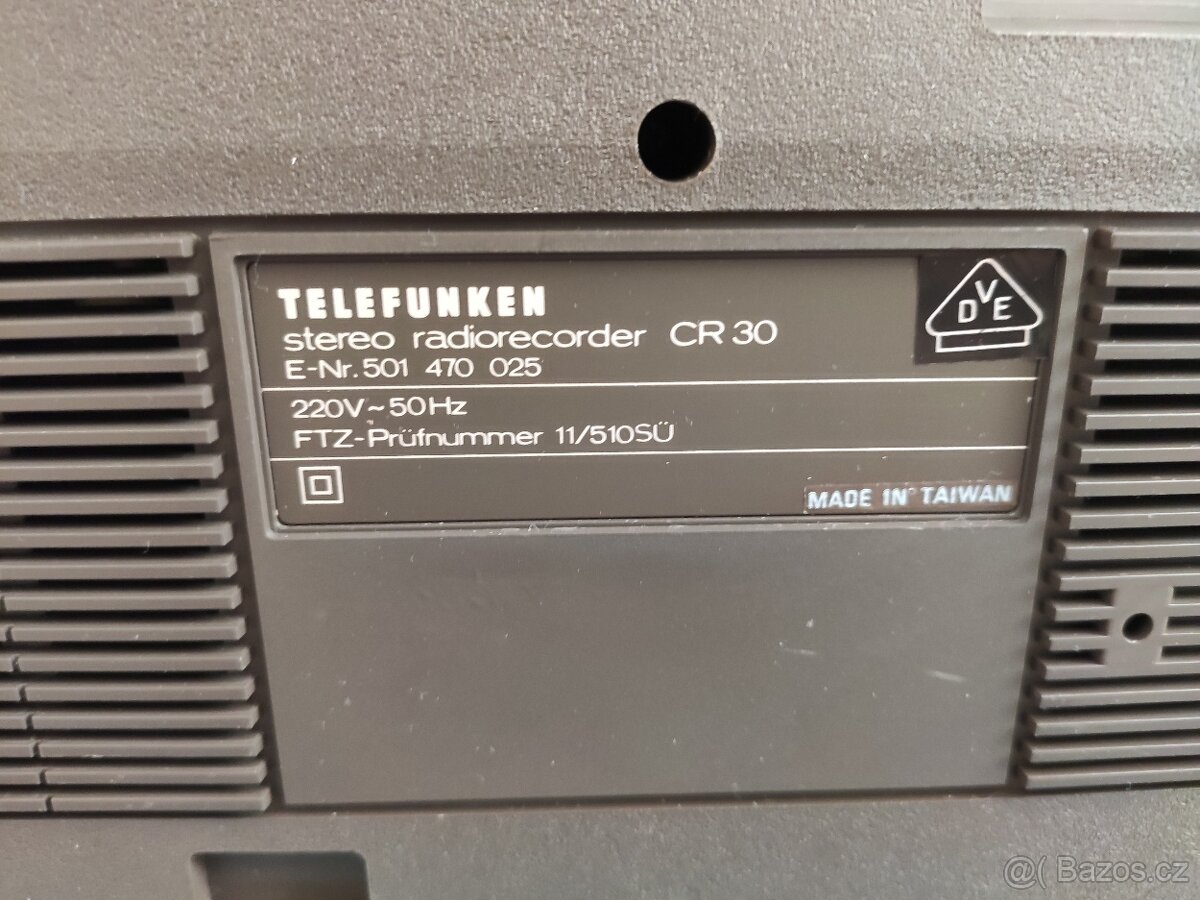 TELEFUNKEN
stereo radiorecorder CR 30
E-Nr. 501 470 025
DVE
220V~50Hz
FTZ-Prüfnummer 11/510SÜ
MADE IN TAIWAN
@( Bazos.cz